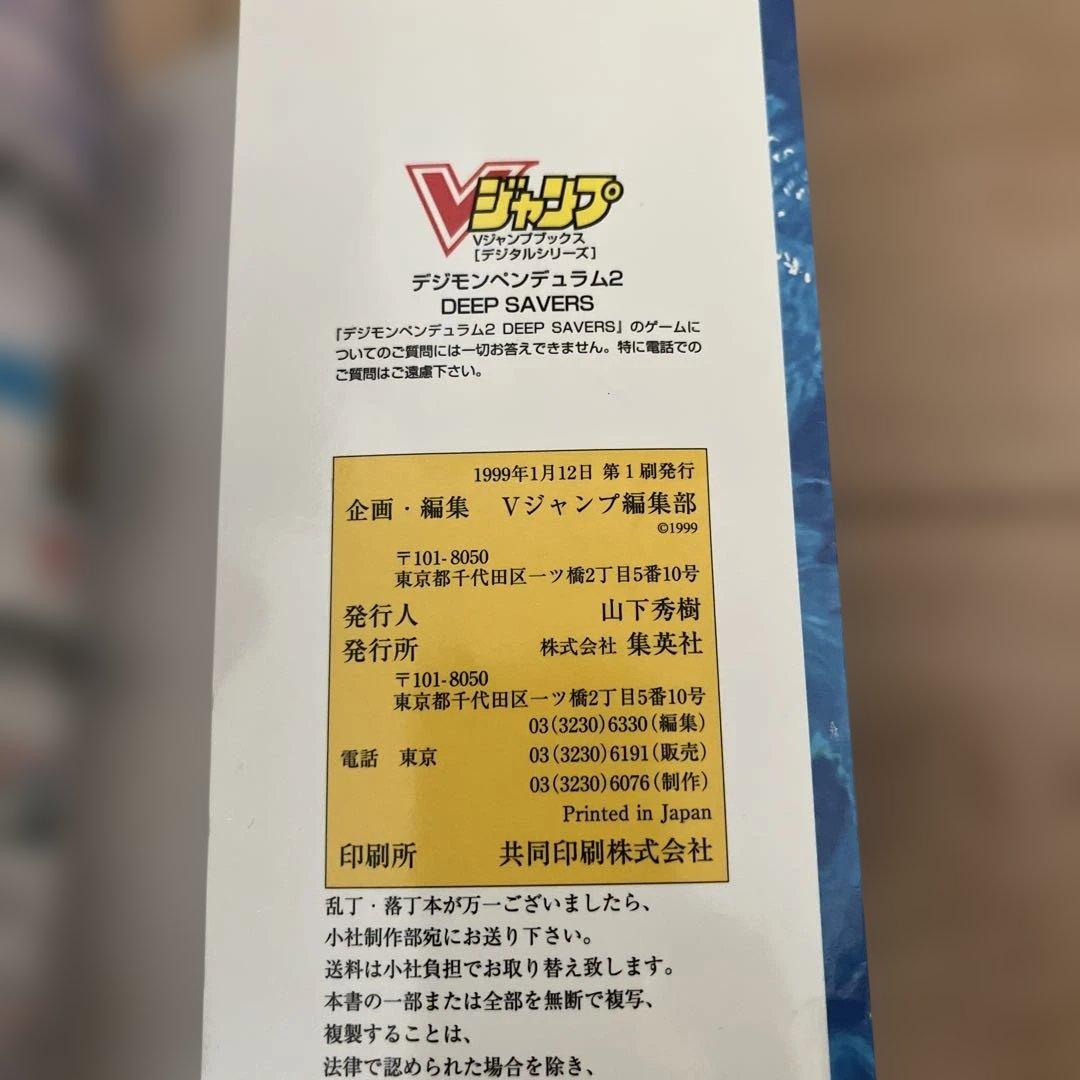 Vジャンプ
Vジャンプブックス
[デジタルシリーズ]
デジモンペンデュラム2
DEEP SAVERS
『デジモンペンデュラム2 DEEP SAVERS』のゲームに
ついてのご質問には一切お答えできません。特に電話での
ご質問はご遠慮下さい。
1999年1月12日 第1刷発行
企画・編集 Vジャンプ編集部
©1999
〒101-8050
東京都千代田区一ツ橋2丁目5番10号
発行人 山下秀樹
発行所 株式会社 集英社
〒101-8050
東京都千代田区一ツ橋2丁目5番10号
03(3230)6330(編集)
電話 東京 03(3230)6191(販売)
03(3230)6076(制作)
Printed in Japan
印刷所 共同印刷株式会社
乱丁・落丁本が万一ございましたら、
小社制作部宛にお送り下さい。
送料は小社負担でお取り替え致します。
本書の一部または全部を無断で複写、
複製することは、
法律で認められた場合を除き、